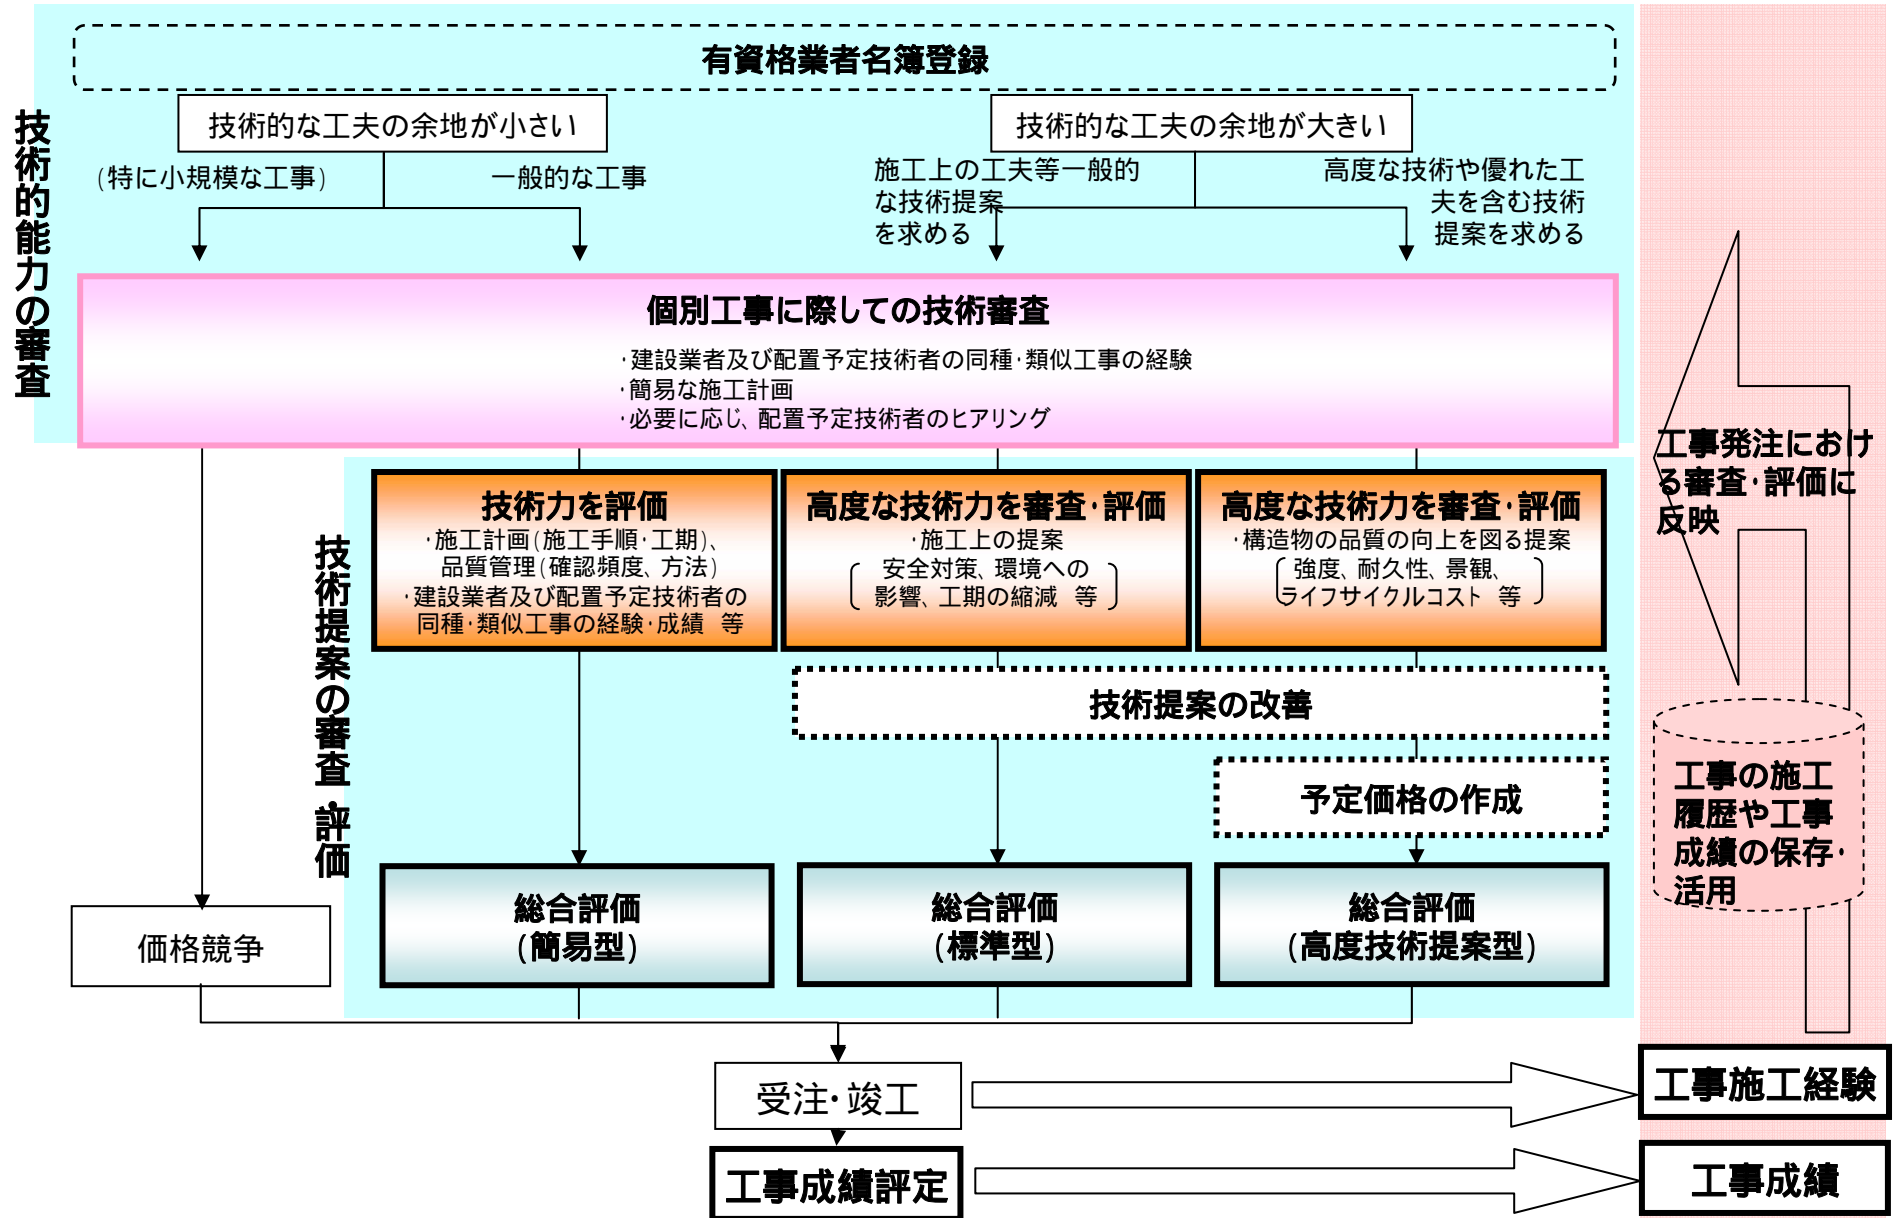 有資格業者名簿登録
技術的能力の審査
技術的な工夫の余地が小さい
技術的な工夫の余地が大きい
(特に小規模な工事)
一般的な工事
施工上の工夫等一般的
な技術提案
を求める
高度な技術や優れた工
夫を含む技術
提案を求める
個別工事に際しての技術審査
・建設業者及び配置予定技術者の同種・類似工事の経験
・簡易な施工計画
・必要に応じ、配置予定技術者のヒアリング
技術提案の審査・評価
技術力を評価
・施工計画(施工手順・工期)、
品質管理(確認頻度、方法)
・建設業者及び配置予定技術者の
同種・類似工事の経験・成績 等
高度な技術力を審査・評価
・施工上の提案
安全対策、環境への
影響、工期の縮減 等
高度な技術力を審査・評価
・構造物の品質の向上を図る提案
強度、耐久性、景観、
ライフサイクルコスト 等
技術提案の改善
予定価格の作成
価格競争
総合評価
(簡易型)
総合評価
(標準型)
総合評価
(高度技術提案型)
受注・竣工
工事成績評定
工事発注におけ
る審査・評価に
反映
工事の施工
履歴や工事
成績の保存・
活用
工事施工経験
工事成績